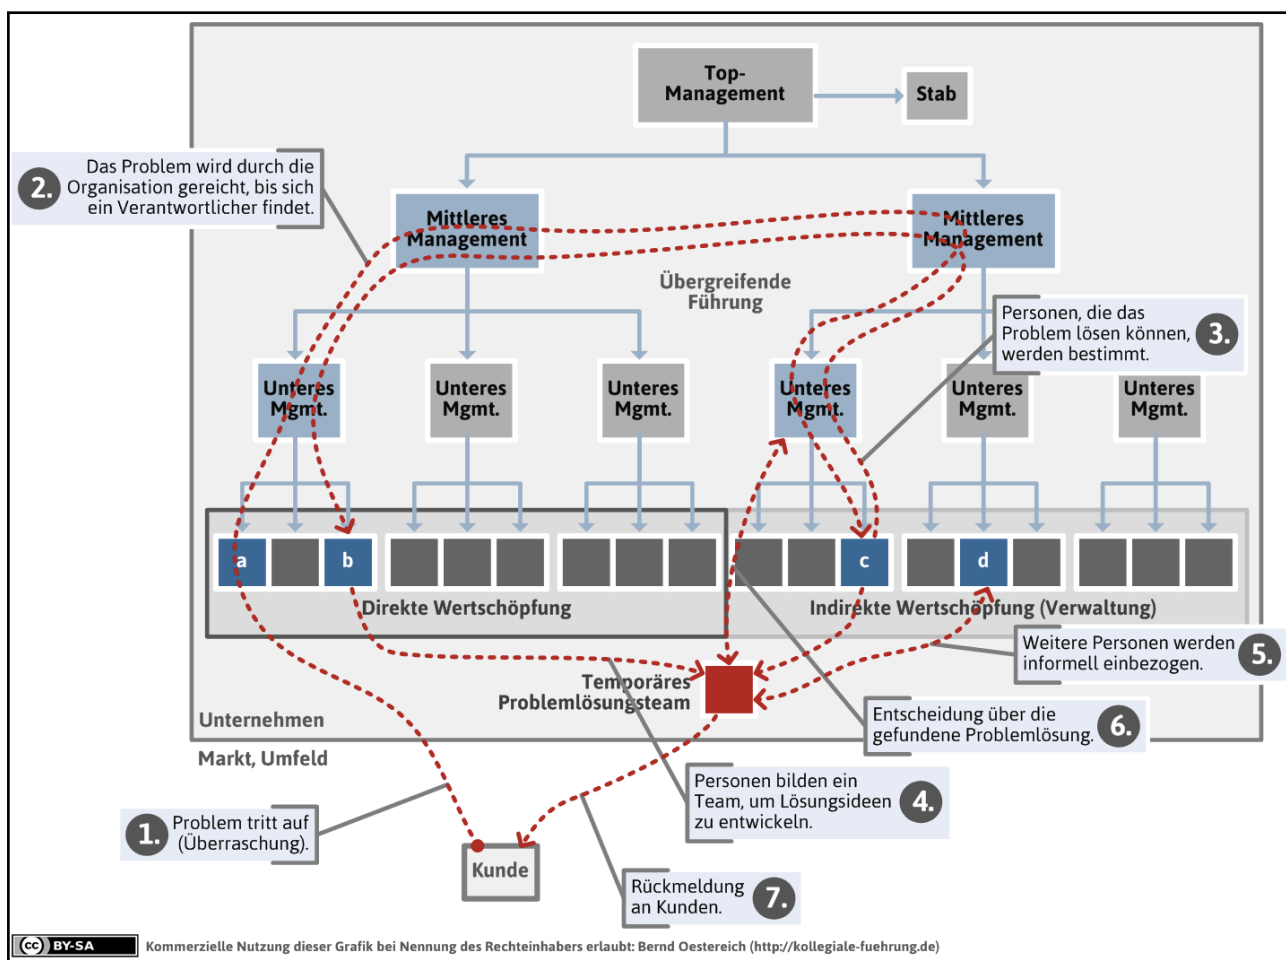 Top-
Management
Stab
2.
Das Problem wird durch die
Organisation gereicht, bis sich
ein Verantwortlicher findet.
Mittleres
Management
Mittleres
Management
Übergreifende
Führung
Personen, die das
Problem lösen können,
werden bestimmt.
3.
Unteres
Mgmt.
Unteres
Mgmt.
Unteres
Mgmt.
Unteres
Mgmt.
Unteres
Mgmt.
Unteres
Mgmt.
a
b
c
d
Direkte Wertschöpfung
Indirekte Wertschöpfung (Verwaltung)
Weitere Personen werden
informell einbezogen.
5.
Temporäres
Problemlösungsteam
Unternehmen
Markt, Umfeld
Entscheidung über die
gefundene Problemlösung.
6.
Personen bilden ein
Team, um Lösungsideen
zu entwickeln.
4.
1.
Problem tritt auf
(Überraschung).
Kunde
Rückmeldung
an Kunden.
7.
cc BY-SA
Kommerzielle Nutzung dieser Grafik bei Nennung des Rechteinhabers erlaubt: Bernd Oestereich (http://kollegiale-fuehrung.de)